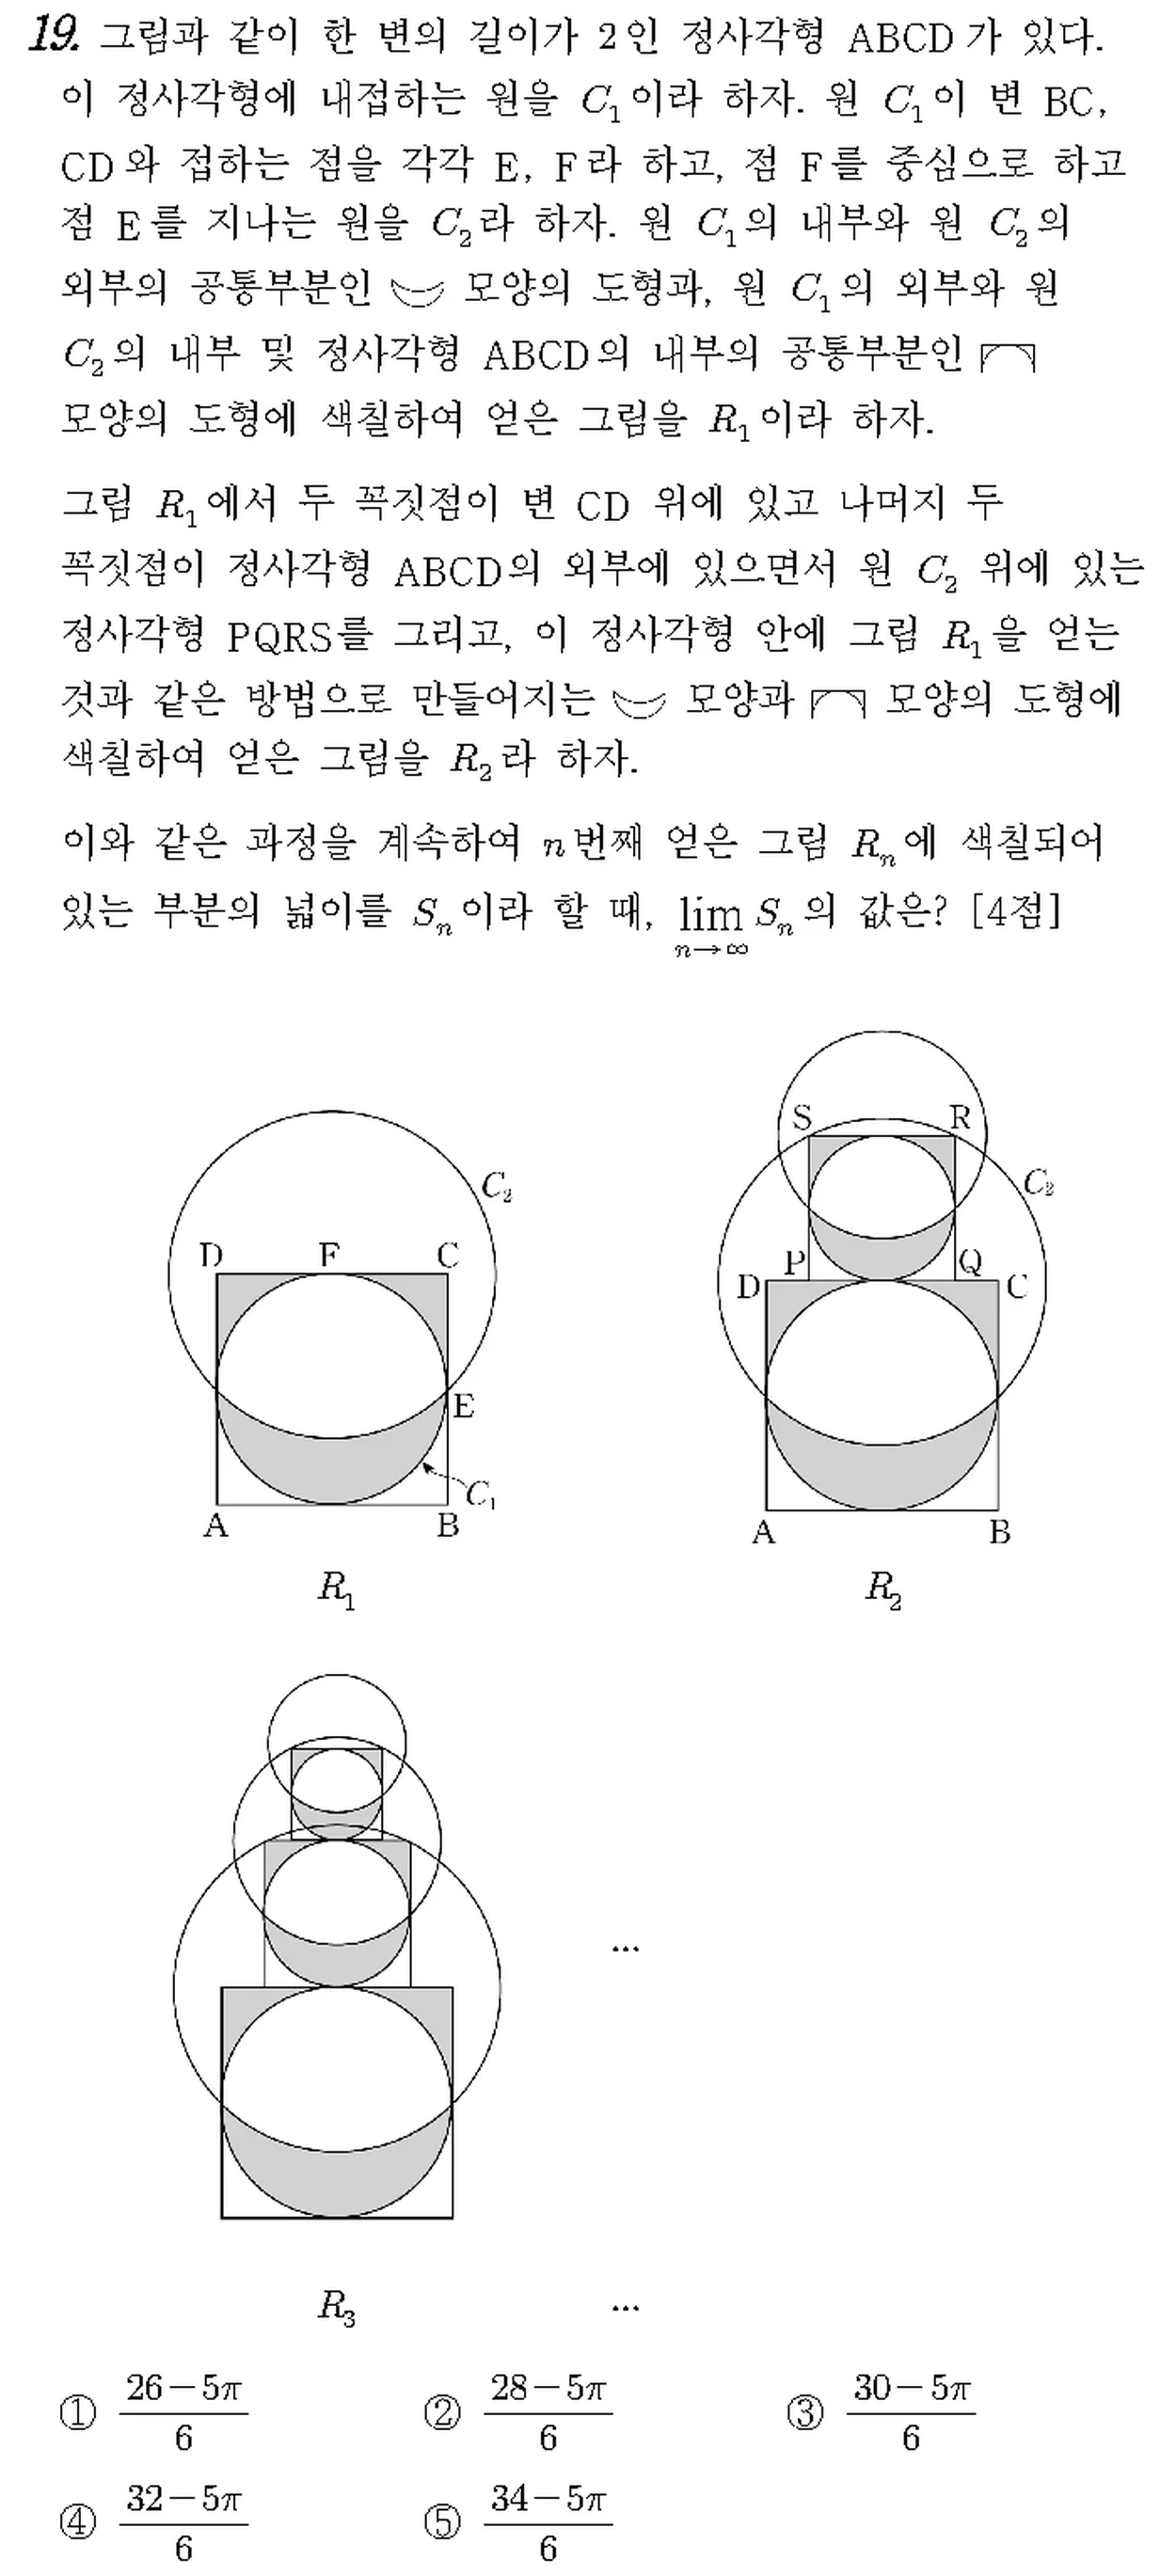 19. 그림과 같이 한 변의 길이가 2인 정사각형 ABCD가 있다.
이 정사각형에 내접하는 원을 C₁이라 하자. 원 C₁이 변 BC,
CD와 접하는 점을 각각 E, F라 하고, 점 F를 중심으로 하고
점 E를 지나는 원을 C₂라 하자. 원 C₁의 내부와 원 C₂의
외부의 공통부분인 모양의 도형과, 원 C₁의 외부와 원
C₂의 내부 및 정사각형 ABCD의 내부의 공통부분인
모양의 도형에 색칠하여 얻은 그림을 R₁이라 하자.
그림 R₁에서 두 꼭짓점이 변 CD 위에 있고 나머지 두
꼭짓점이 정사각형 ABCD의 외부에 있으면서 원 C₂ 위에 있는
정사각형 PQRS를 그리고, 이 정사각형 안에 그림 R₁을 얻는
것과 같은 방법으로 만들어지는 모양과 모양의 도형에
색칠하여 얻은 그림을 R₂라 하자.
이와 같은 과정을 계속하여 n번째 얻은 그림 Rₙ에 색칠되어
있는 부분의 넓이를 Sₙ이라 할 때, lim n→∞ Sₙ의 값은? [4점]
C₂
D F C
E
C₁
A B
R₁
S R
C₂
P Q
D C
A B
R₂
...
R₃ ...
① (26-5π)/6 ② (28-5π)/6 ③ (30-5π)/6
④ (32-5π)/6 ⑤ (34-5π)/6